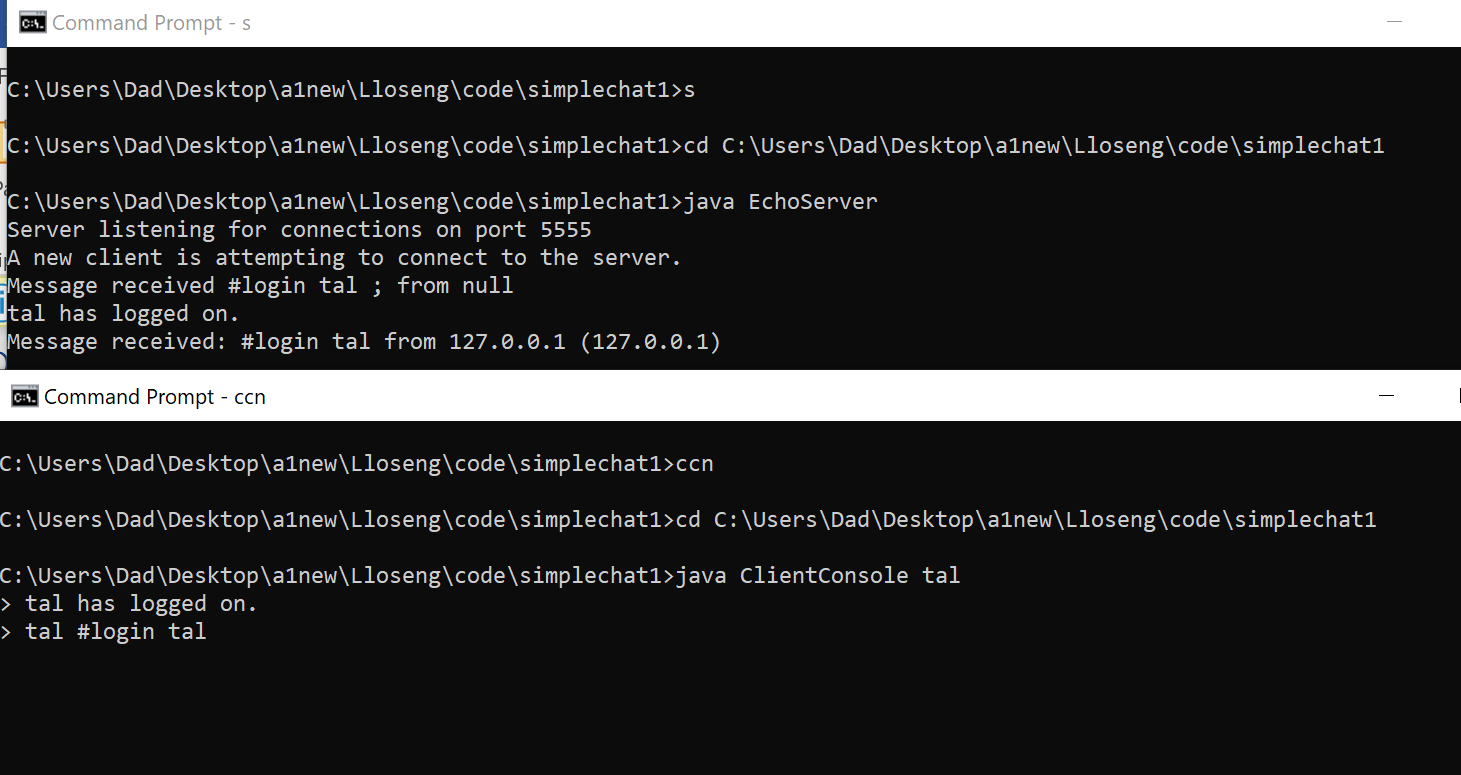 Command Prompt - s
C:\Users\Dad\Desktop\a1new\Lloseng\code\simplechat1>s
C:\Users\Dad\Desktop\a1new\Lloseng\code\simplechat1>cd C:\Users\Dad\Desktop\a1new\Lloseng\code\simplechat1
C:\Users\Dad\Desktop\a1new\Lloseng\code\simplechat1>java EchoServer
Server listening for connections on port 5555
A new client is attempting to connect to the server.
Message received #login tal ; from null
tal has logged on.
Message received: #login tal from 127.0.0.1 (127.0.0.1)
Command Prompt - ccn
C:\Users\Dad\Desktop\a1new\Lloseng\code\simplechat1>ccn
C:\Users\Dad\Desktop\a1new\Lloseng\code\simplechat1>cd C:\Users\Dad\Desktop\a1new\Lloseng\code\simplechat1
C:\Users\Dad\Desktop\a1new\Lloseng\code\simplechat1>java ClientConsole tal
> tal has logged on.
> tal #login tal